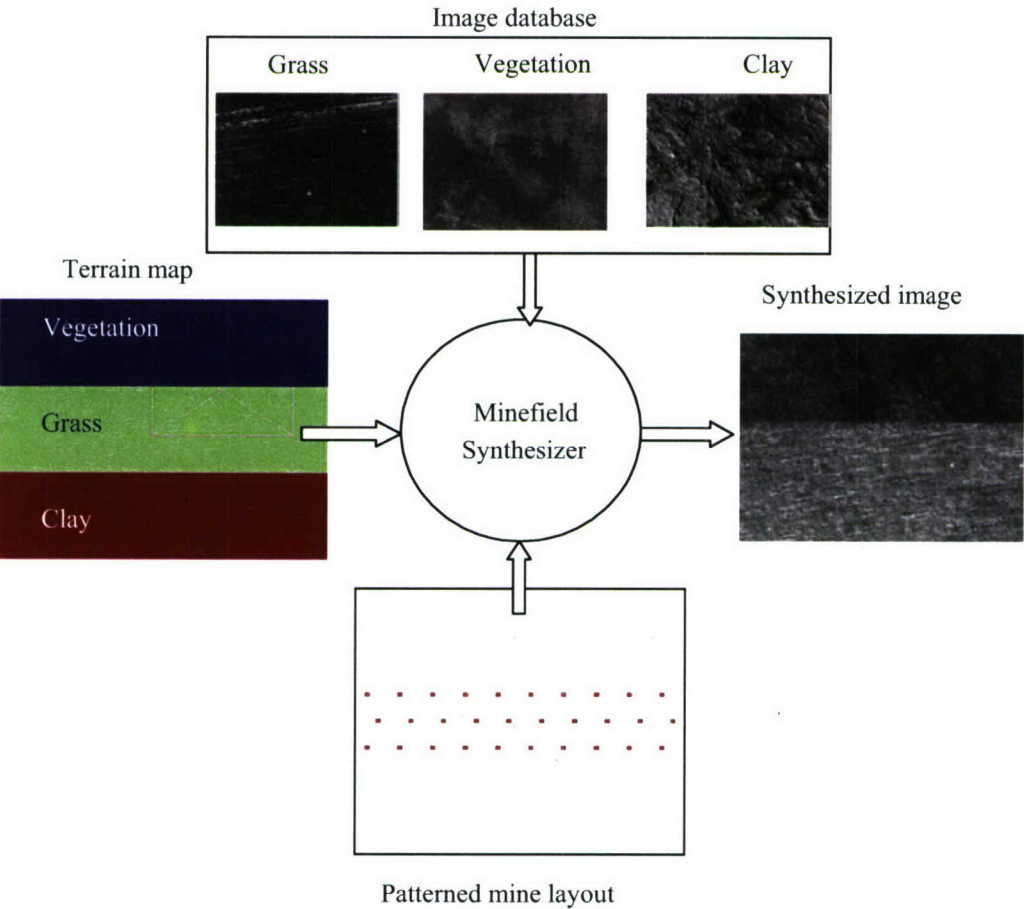 Image database
Grass
Vegetation
Clay
Terrain map
Vegetation
Grass
Clay
Minefield
Synthesizer
Synthesized image
Patterned mine layout